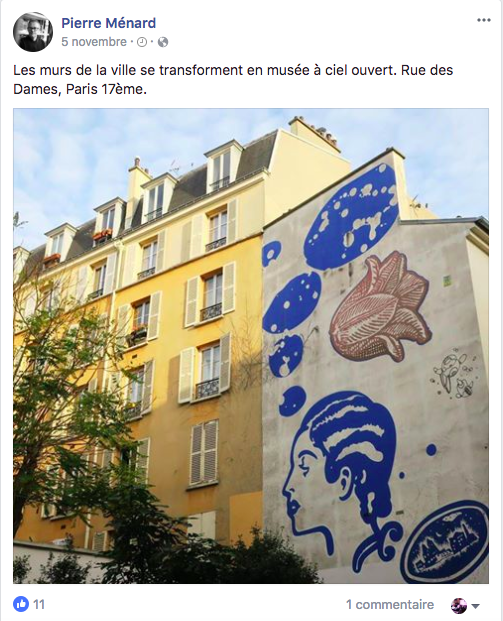 Pierre Ménard
5 novembre
Les murs de la ville se transforment en musée à ciel ouvert. Rue des
Dames, Paris 17ème.
11
1 commentaire